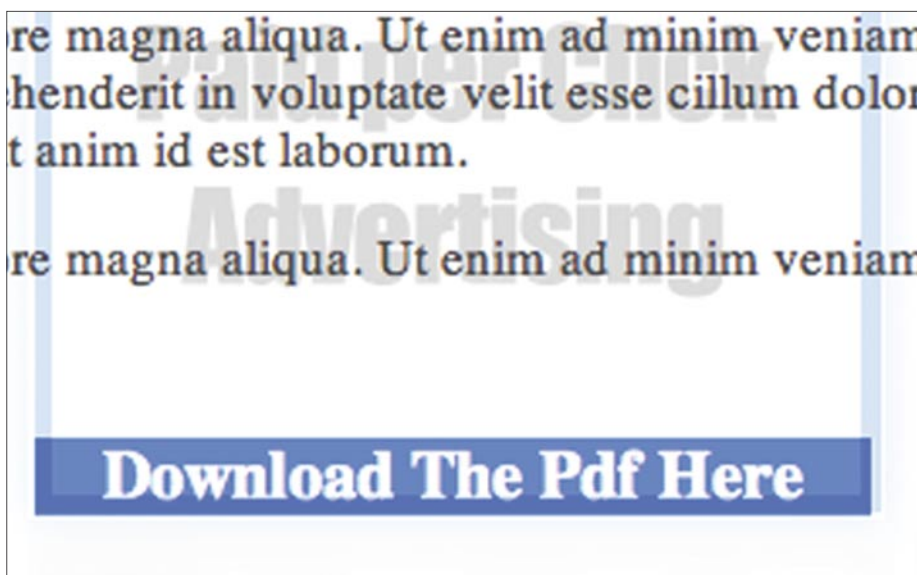 re magna aliqua. Ut enim ad minim veniam
Paid per Click
henderit in voluptate velit esse cillum dolor
t anim id est laborum.
Advertising
re magna aliqua. Ut enim ad minim veniam
Download The Pdf Here